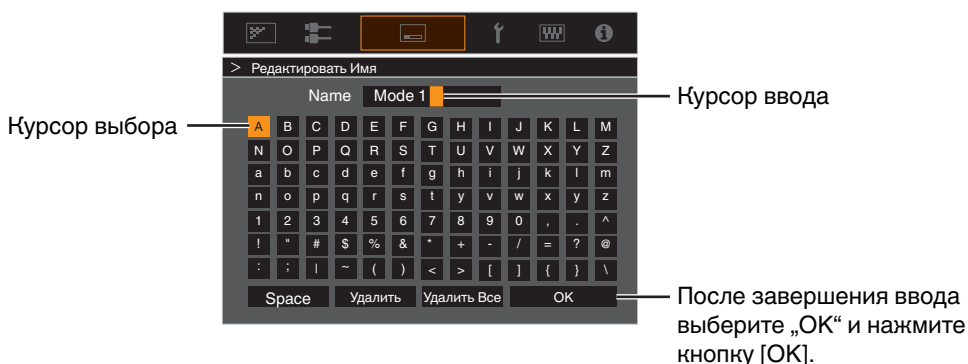 > Редактировать Имя
Name Mode 1
Курсор ввода
Курсор выбора
A B C D E F G H I J K L M
N O P Q R S T U V W X Y Z
a b c d e f g h i j k l m
n o p q r s t y v w x y z
1 2 3 4 5 6 7 8 9 0 , . ^
! " # $ % & * + - / = ? @
: ; | ~ ( ) < > [ ] { } \
Space Удалить Удалить Все OK
После завершения ввода
выберите „OK“ и нажмите
кнопку [OK].